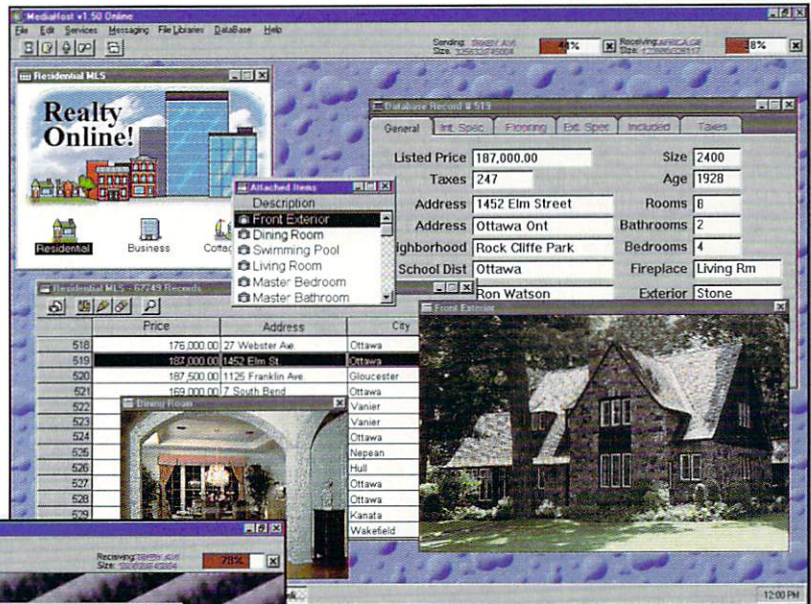 MediaHost v1.50 Online
File Edit Services Messaging File Libraries DataBase Help
Sending:
Size:
44%
Receiving:
Size:
38%
Residential MLS
Realty
Online!
Residential
Business
Database Record # 519
General Int. Spec Flooring Ext. Spec Included Taxes
Listed Price 187,000.00 Size 2400
Taxes 247 Age 1928
Address 1452 Elm Street Rooms 8
Address Ottawa Ont Bathrooms 2
ighborhood Rock Cliffe Park Bedrooms 4
School Dist Ottawa Fireplace Living Rm
Ron Watson Exterior Stone
Attached Items
Description
Front Exterior
Dining Room
Swimming Pool
Living Room
Master Bedroom
Master Bathroom
Residential MLS - 67749 Records
Price Address City
518 176,000.00 27 Webster Ave. Ottawa
519 187,000.00 1452 Elm St. Ottawa
520 187,500.00 1125 Franklin Ave. Gloucester
521 169,000.00 7 South Bend Ottawa
522 Vanier
523 Vanier
524 Ottawa
525 Nepean
526 Hull
527 Ottawa
528 Ottawa
529 Kanata
Wakefield
Dining Room
Front Exterior
Receiving:
Size:
78%
12:00 PM